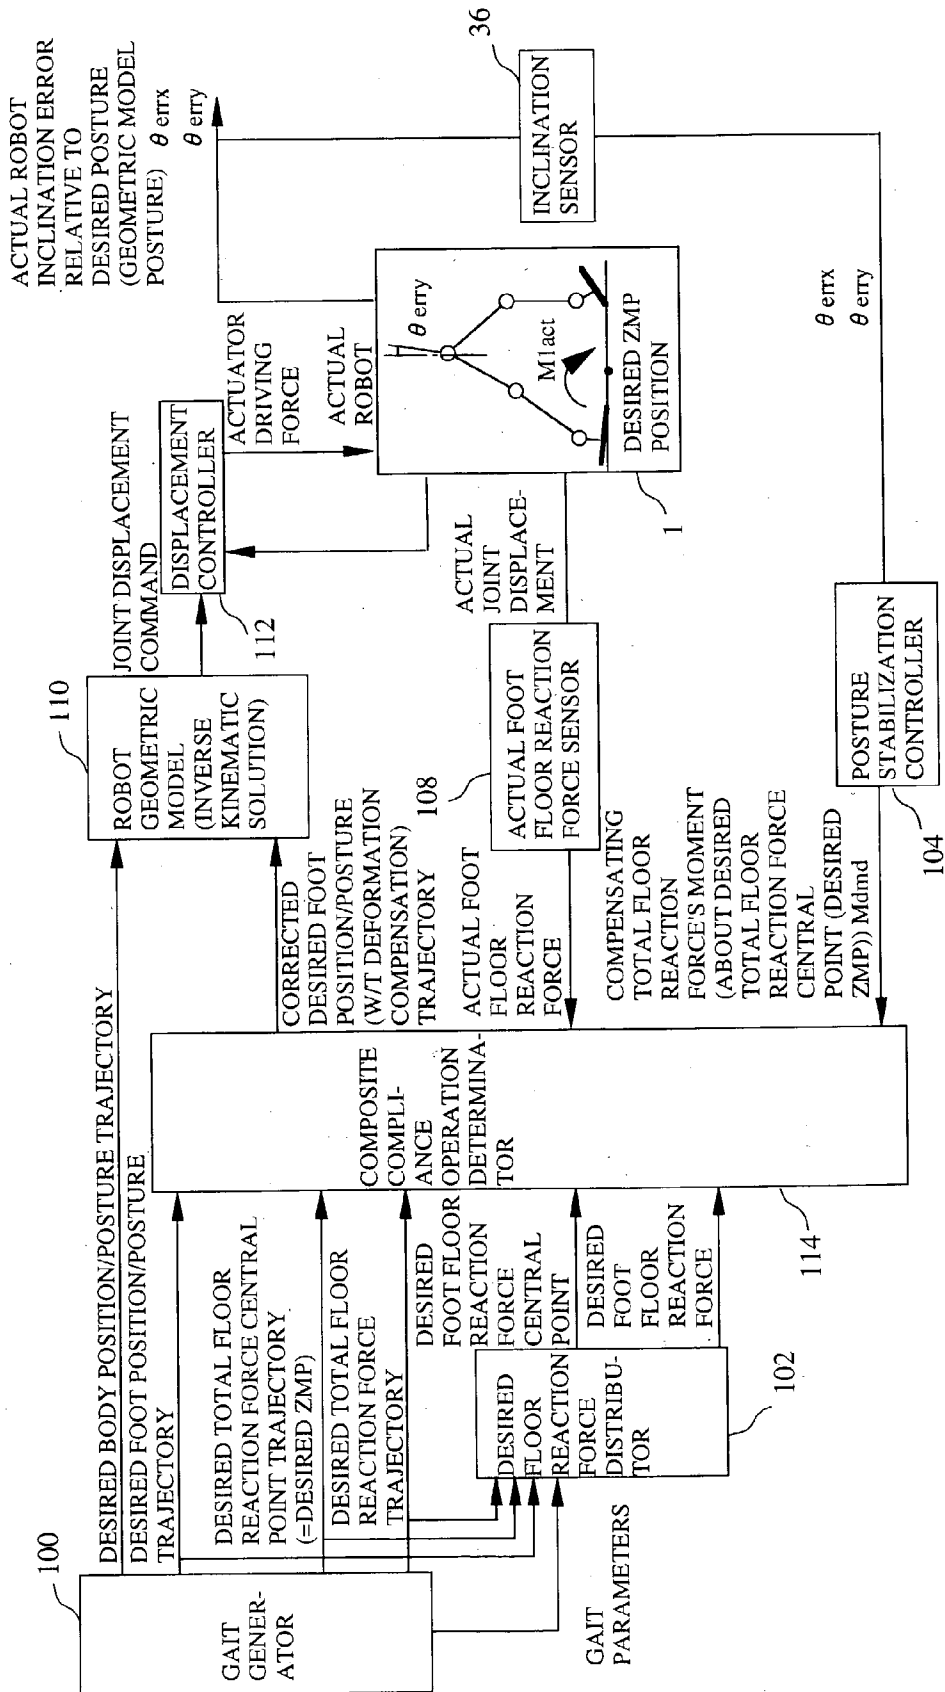 100
GAIT
GENER-
ATOR
DESIRED BODY POSITION/POSTURE TRAJECTORY
DESIRED FOOT POSITION/POSTURE
TRAJECTORY
DESIRED TOTAL FLOOR
REACTION FORCE CENTRAL
POINT TRAJECTORY
(=DESIRED ZMP)
DESIRED TOTAL FLOOR
REACTION FORCE
TRAJECTORY
GAIT
PARAMETERS
DESIRED
FLOOR
REACTION
FORCE
DISTRIBU-
TOR
102
DESIRED
FOOT FLOOR
REACTION
FORCE
CENTRAL
POINT
DESIRED
FOOT
FLOOR
REACTION
FORCE
COMPOSITE
COMPLI-
ANCE
OPERATION
DETERMINA-
TOR
114
CORRECTED
DESIRED FOOT
POSITION/POSTURE
(W/T DEFORMATION
COMPENSATION)
TRAJECTORY
ACTUAL FOOT
FLOOR
REACTION
FORCE
COMPENSATING
TOTAL FLOOR
REACTION
FORCE'S MOMENT
(ABOUT DESIRED
TOTAL FLOOR
REACTION FORCE
CENTRAL
POINT (DESIRED
ZMP)) Mdmd
110
ROBOT
GEOMETRIC
MODEL
(INVERSE
KINEMATIC
SOLUTION)
108
ACTUAL FOOT
FLOOR REACTION
FORCE SENSOR
POSTURE
STABILIZATION
CONTROLLER
104
JOINT DISPLACEMENT
COMMAND
DISPLACEMENT
CONTROLLER
112
ACTUATOR
DRIVING
FORCE
ACTUAL
ROBOT
ACTUAL
JOINT
DISPLACE-
MENT
θ erry
M1act
DESIRED ZMP
POSITION
1
ACTUAL ROBOT
INCLINATION ERROR
RELATIVE TO
DESIRED POSTURE
(GEOMETRIC MODEL
POSTURE) θ errx
θ erry
INCLINATION
SENSOR
36
θ errx
θ erry